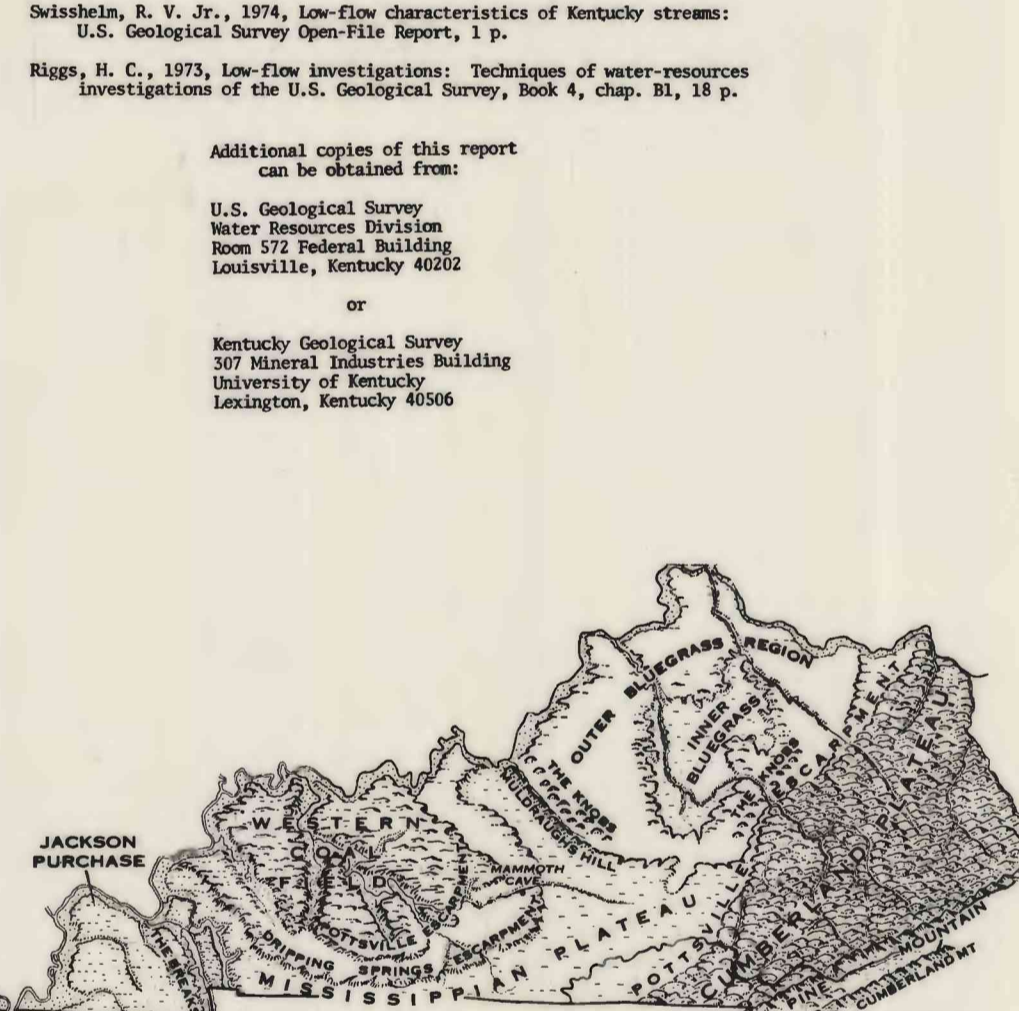 Swisshelm, R. V. Jr., 1974, Low-flow characteristics of Kentucky streams:
U.S. Geological Survey Open-File Report, 1 p.
Riggs, H. C., 1973, Low-flow investigations: Techniques of water-resources
investigations of the U.S. Geological Survey, Book 4, chap. B1, 18 p.
Additional copies of this report
can be obtained from:
U.S. Geological Survey
Water Resources Division
Room 572 Federal Building
Louisville, Kentucky 40202
or
Kentucky Geological Survey
307 Mineral Industries Building
University of Kentucky
Lexington, Kentucky 40506
OUTER BLUEGRASS REGION
INNER
BLUEGRASS
THE KNOBS
ESCARPMENT
THE KNOBS
MULDRAUGHS HILL
WESTERN
COAL
FIELD
JACKSON
PURCHASE
MAMMOTH
CAVE
POTTSVILLE ESCARPMENT
DRIPPING SPRINGS ESCARPMENT
MISSISSIPPIAN PLATEAU
POTTSVILLE
CUMBERLAND PLATEAU
PINE MOUNTAIN
CUMBERLAND MT